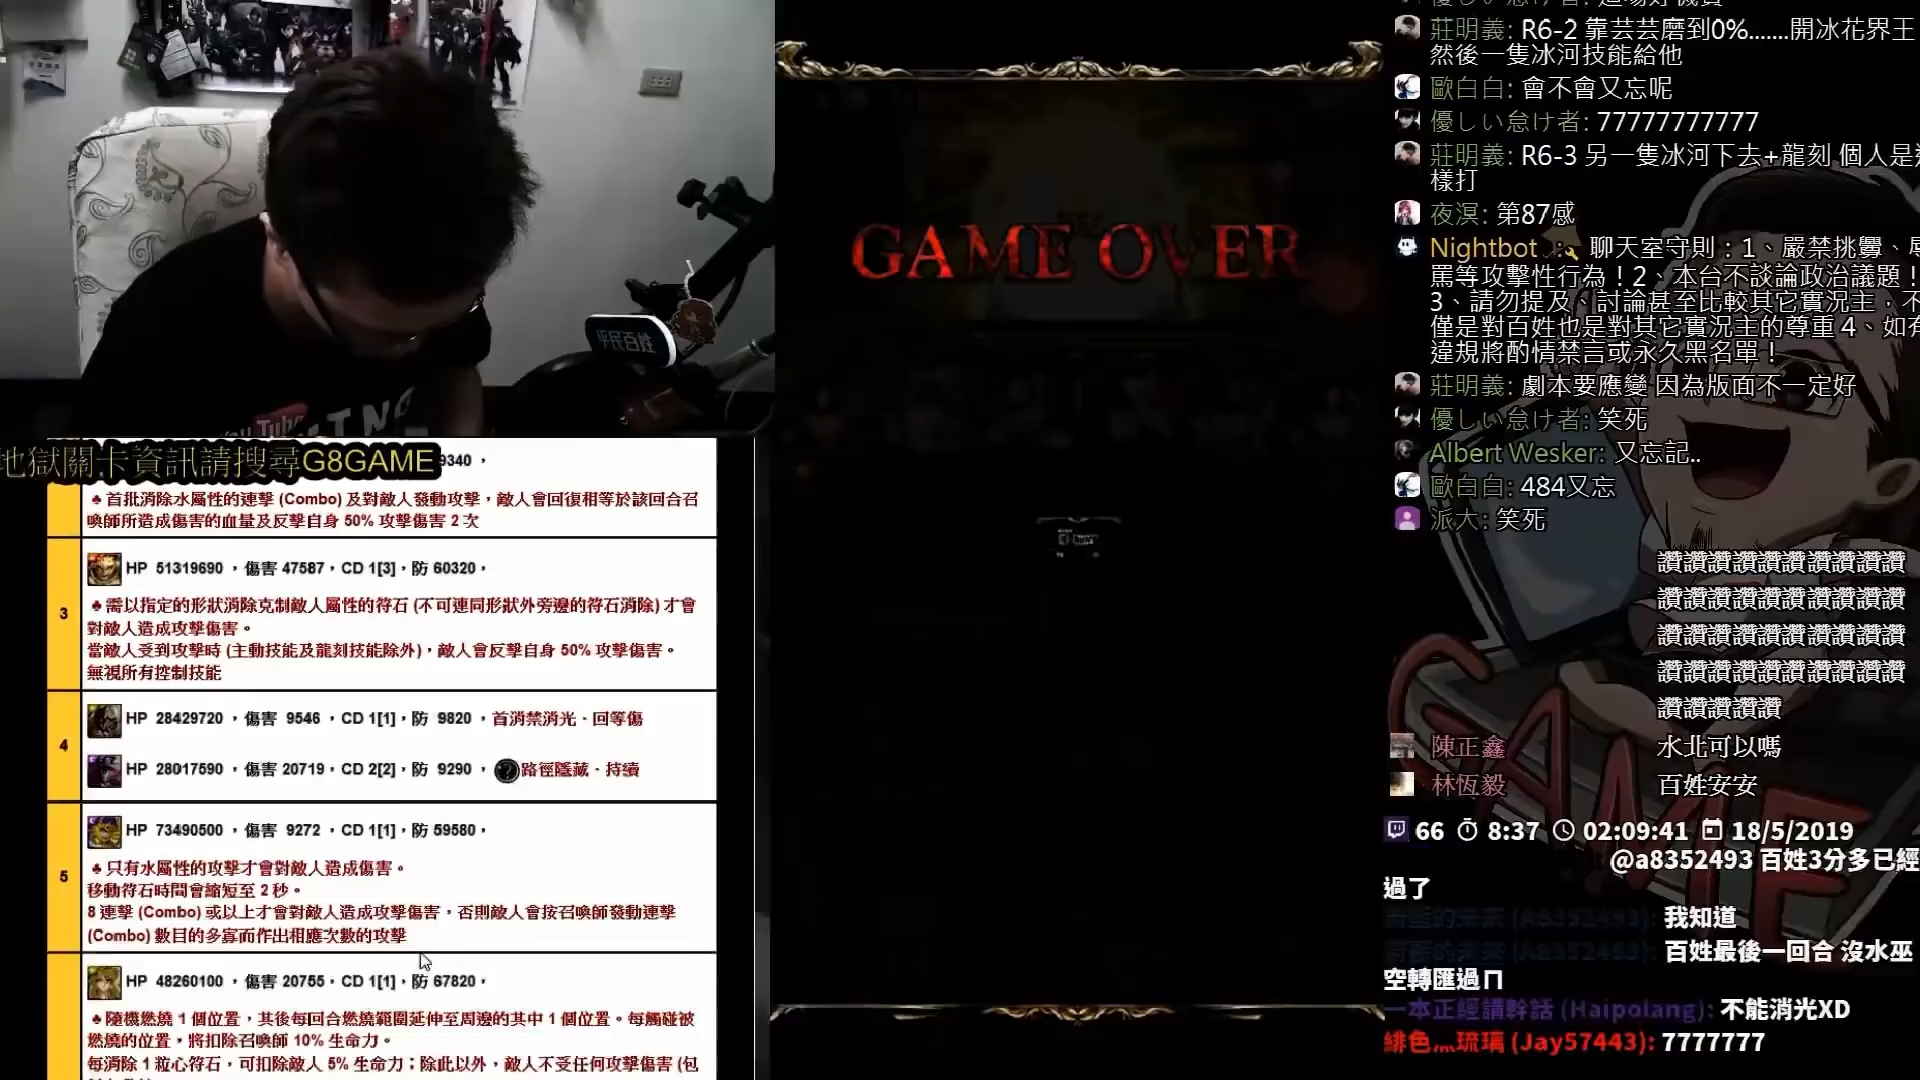 平民百姓
YouTube
地獄關卡資訊請搜尋G8GAME
9340，
♣首批消除水屬性的連擊 (Combo) 及對敵人發動攻擊，敵人會回復相等於該回合召
喚師所造成傷害的血量及反擊自身 50% 攻擊傷害 2 次
3
HP 51319690，傷害 47587，CD 1[3]，防 60320，
♣需以指定的形狀消除克制敵人屬性的符石 (不可連同形狀外旁邊的符石消除) 才會
對敵人造成攻擊傷害。
當敵人受到攻擊時 (主動技能及龍刻技能除外)，敵人會反擊自身 50% 攻擊傷害。
無視所有控制技能
4
HP 28429720，傷害 9546，CD 1[1]，防 9820，首消禁消光．回等傷
HP 28017590，傷害 20719，CD 2[2]，防 9290，?路徑隱藏．持續
5
HP 73490500，傷害 9272，CD 1[1]，防 59580，
♣只有水屬性的攻擊才會對敵人造成傷害。
移動符石時間會縮短至 2 秒。
8 連擊 (Combo) 或以上才會對敵人造成攻擊傷害，否則敵人會按召喚師發動連擊
(Combo) 數目的多寡而作出相應次數的攻擊
HP 48260100，傷害 20755，CD 1[1]，防 67820，
♣隨機燃燒 1 個位置，其後每回合燃燒範圍延伸至周邊的其中 1 個位置。每觸碰被
燃燒的位置，將扣除召喚師 10% 生命力。
每消除 1 粒心符石，可扣除敵人 5% 生命力；除此以外，敵人不受任何攻擊傷害 (包
GAME OVER
莊明義: R6-2 靠芸芸磨到0%.......開冰花界王
然後一隻冰河技能給他
歐白白: 會不會又忘呢
優しい怠け者: 77777777777
莊明義: R6-3 另一隻冰河下去+龍刻 個人是這
樣打
夜溟: 第87感
Nightbot 聊天室守則：1、嚴禁挑釁、辱
罵等攻擊性行為！2、本台不談論政治議題！
3、請勿提及、討論甚至比較其它實況主，不
僅是對百姓也是對其它實況主的尊重 4、如有
違規將酌情禁言或永久黑名單！
莊明義: 劇本要應變 因為版面不一定好
優しい怠け者: 笑死
Albert Wesker: 又忘記..
歐白白: 484又忘
派大: 笑死
讚讚讚讚讚讚讚讚讚讚
讚讚讚讚讚讚讚讚讚讚
讚讚讚讚讚讚讚讚讚讚
讚讚讚讚讚讚讚讚讚讚
讚讚讚讚讚
陳正鑫 水北可以嗎
林恆毅 百姓安安
66 8:37 02:09:41 18/5/2019
@a8352493 百姓3分多已經
過了
(A8352493): 我知道
(A8352493): 百姓最後一回合 沒水巫
空轉匯過ㄇ
一本正經講幹話 (Haipolang): 不能消光XD
緋色灬琉璃 (Jay57443): 7777777
GAME